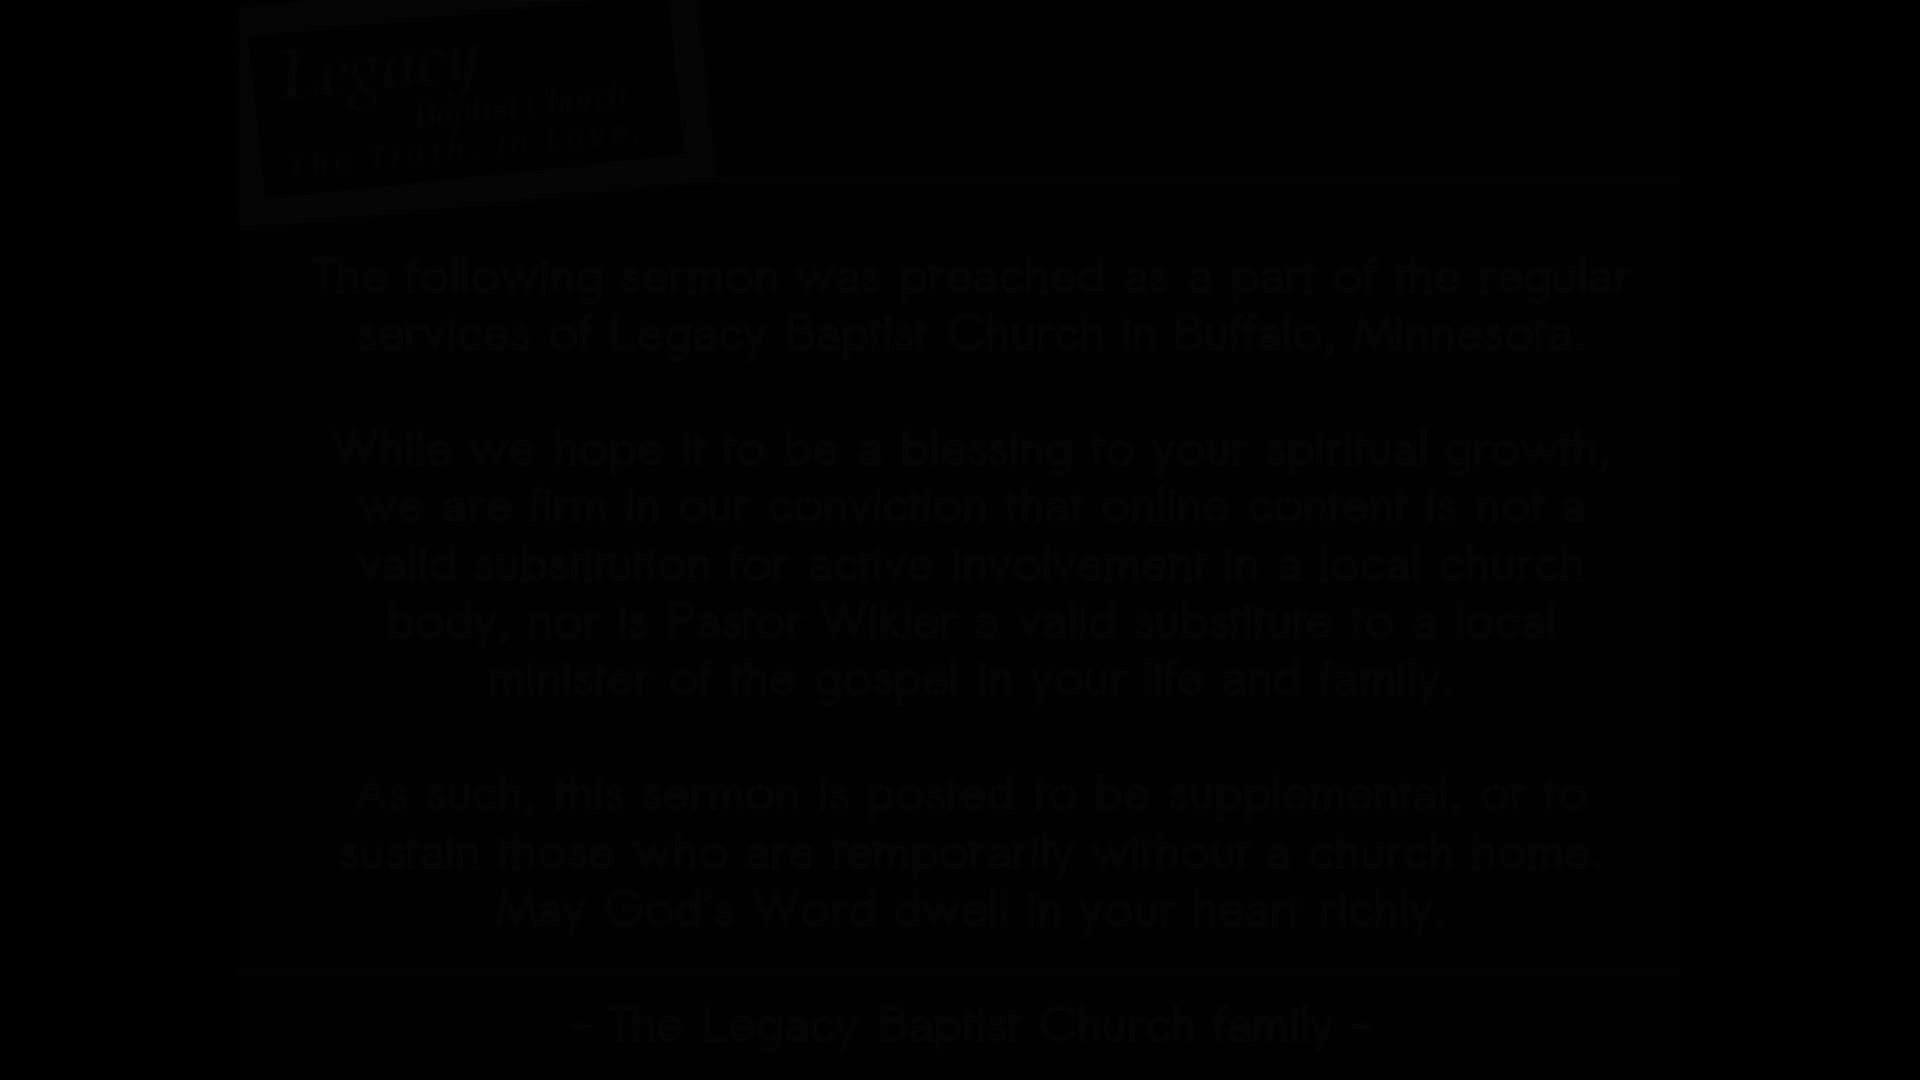 Legacy
Baptist Church
The Truth. In Love.
The following sermon was preached as a part of the regular
services of Legacy Baptist Church in Buffalo, Minnesota.
While we hope it to be a blessing to your spiritual growth,
we are firm in our conviction that online content is not a
valid substitution for active involvement in a local church
body, nor is Pastor Wikler a valid substitute to a local
minister of the gospel in your life and family.
As such, this sermon is posted to be supplemental, or to
sustain those who are temporarily without a church home.
May God's Word dwell in your heart richly.
- The Legacy Baptist Church family -